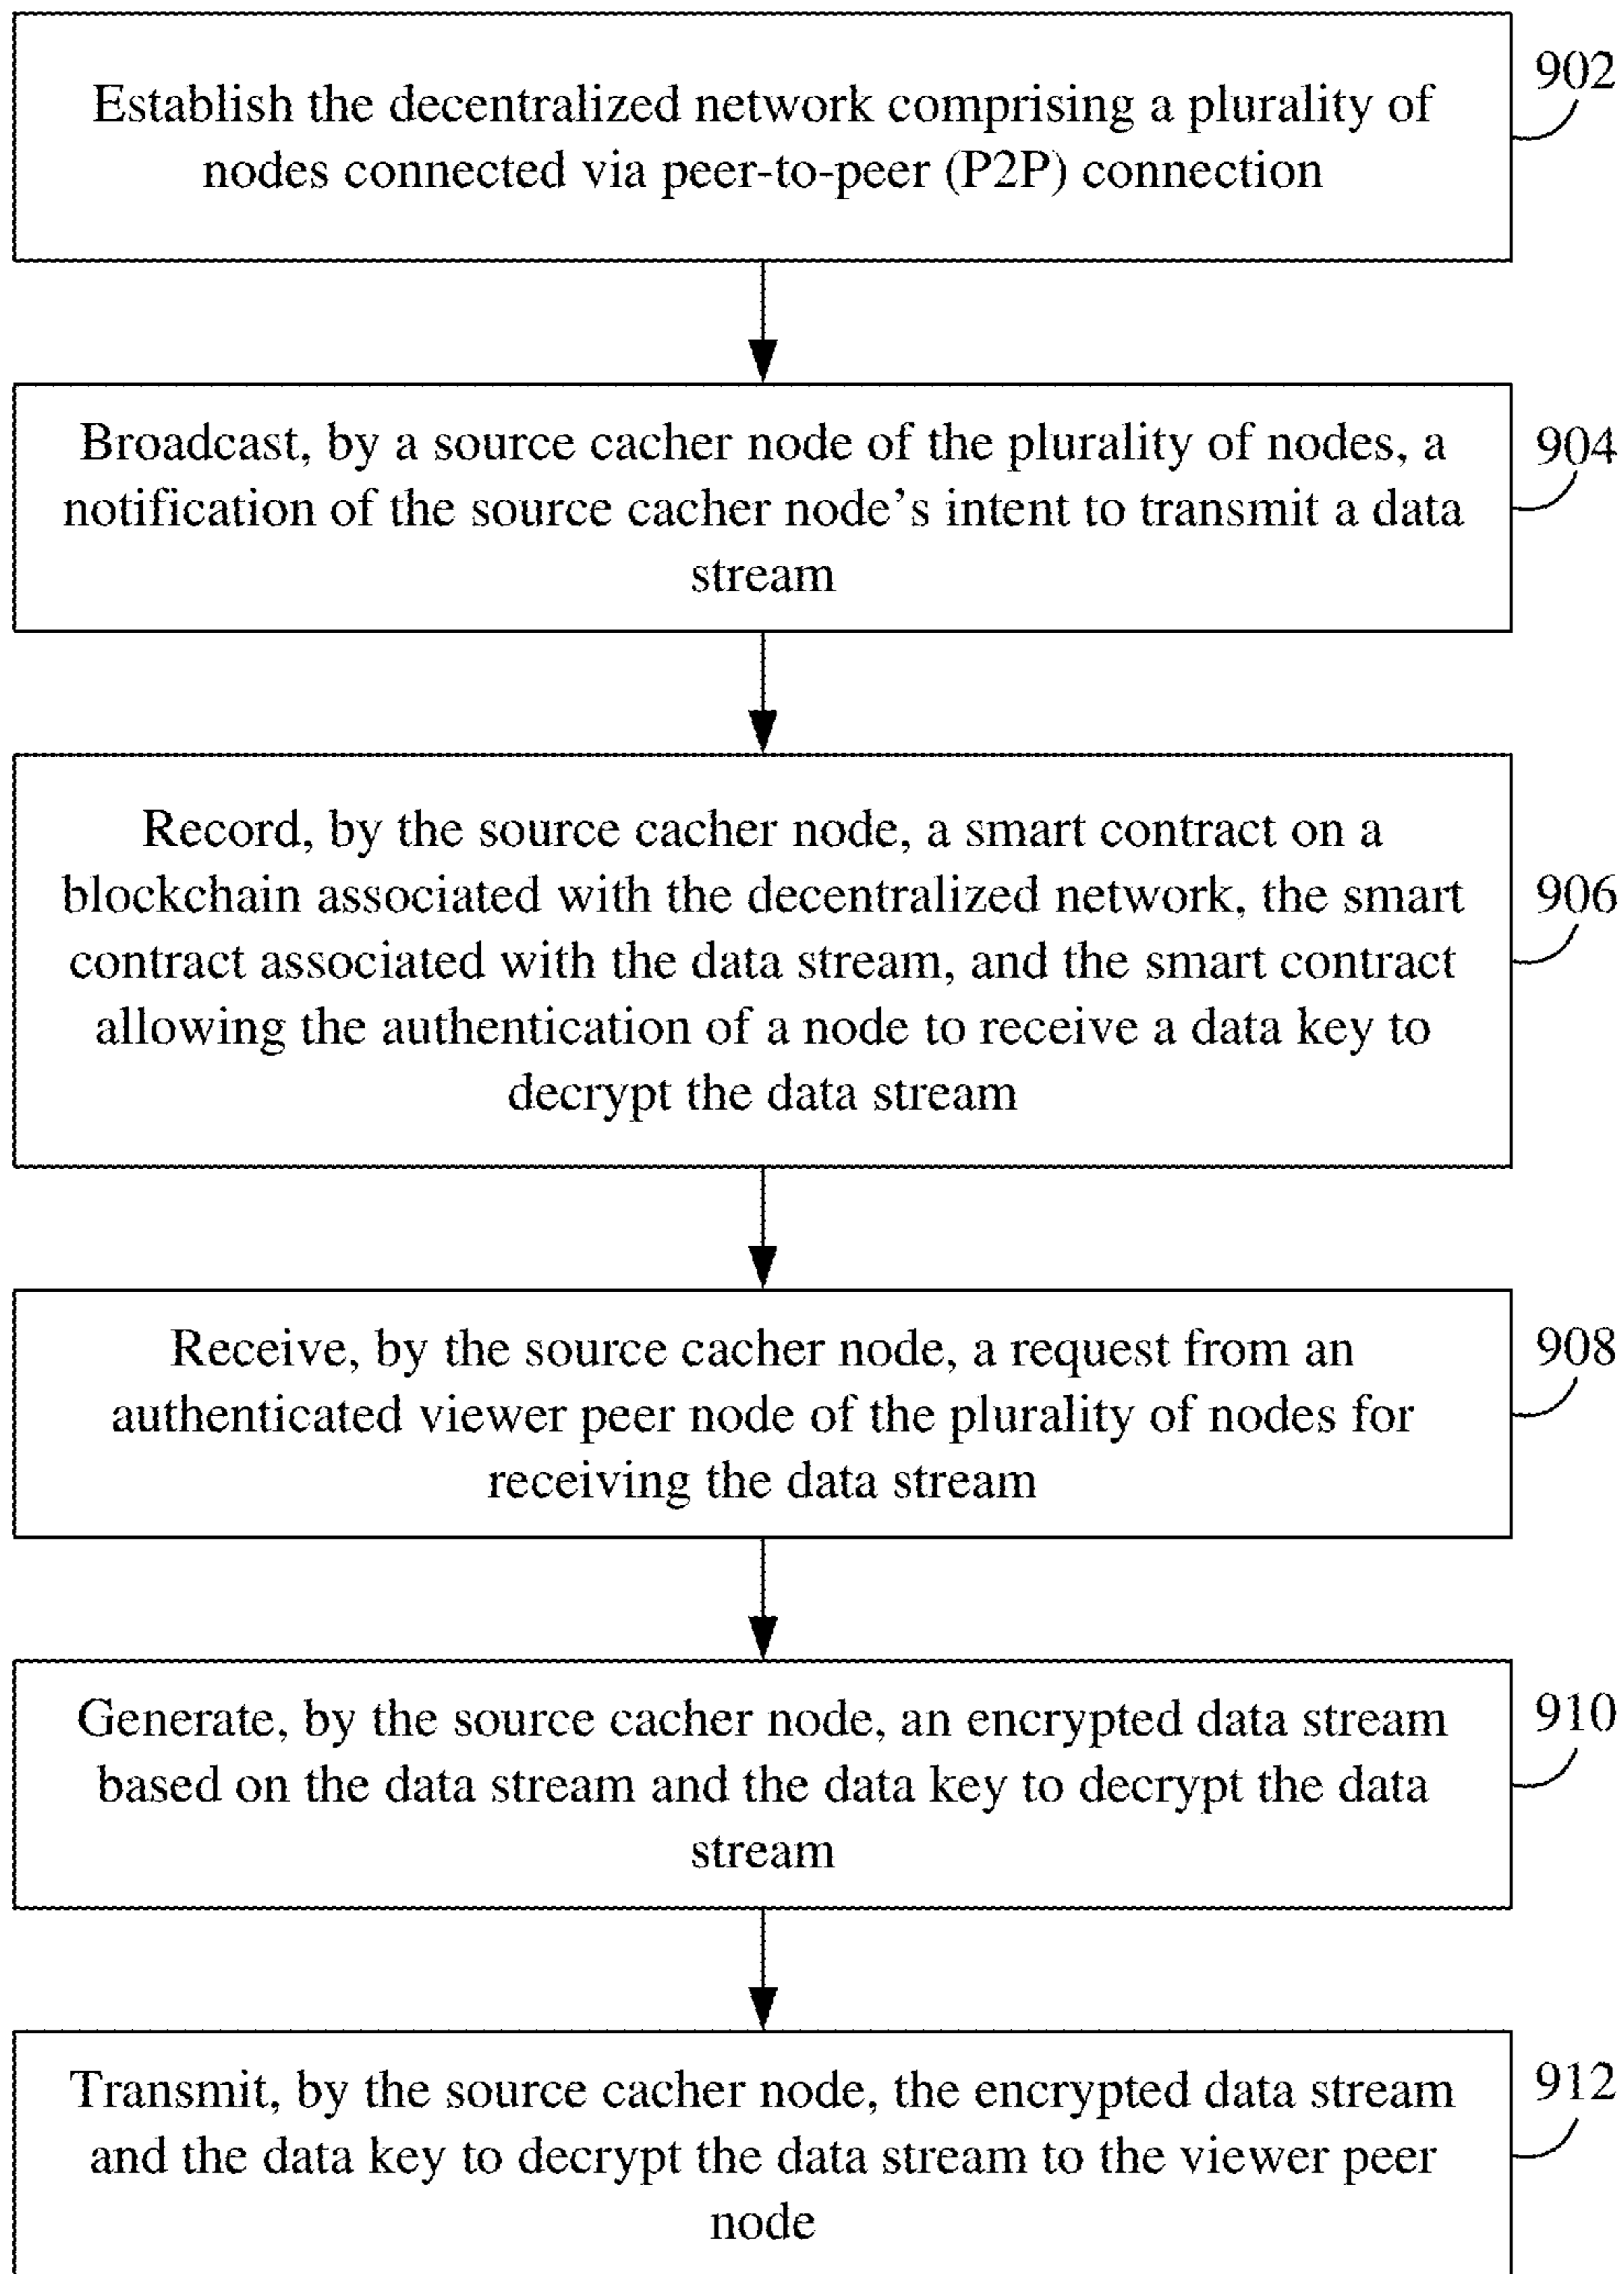 Establish the decentralized network comprising a plurality of
nodes connected via peer-to-peer (P2P) connection
902
Broadcast, by a source cacher node of the plurality of nodes, a
notification of the source cacher node's intent to transmit a data
stream
904
Record, by the source cacher node, a smart contract on a
blockchain associated with the decentralized network, the smart
contract associated with the data stream, and the smart contract
allowing the authentication of a node to receive a data key to
decrypt the data stream
906
Receive, by the source cacher node, a request from an
authenticated viewer peer node of the plurality of nodes for
receiving the data stream
908
Generate, by the source cacher node, an encrypted data stream
based on the data stream and the data key to decrypt the data
stream
910
Transmit, by the source cacher node, the encrypted data stream
and the data key to decrypt the data stream to the viewer peer
node
912